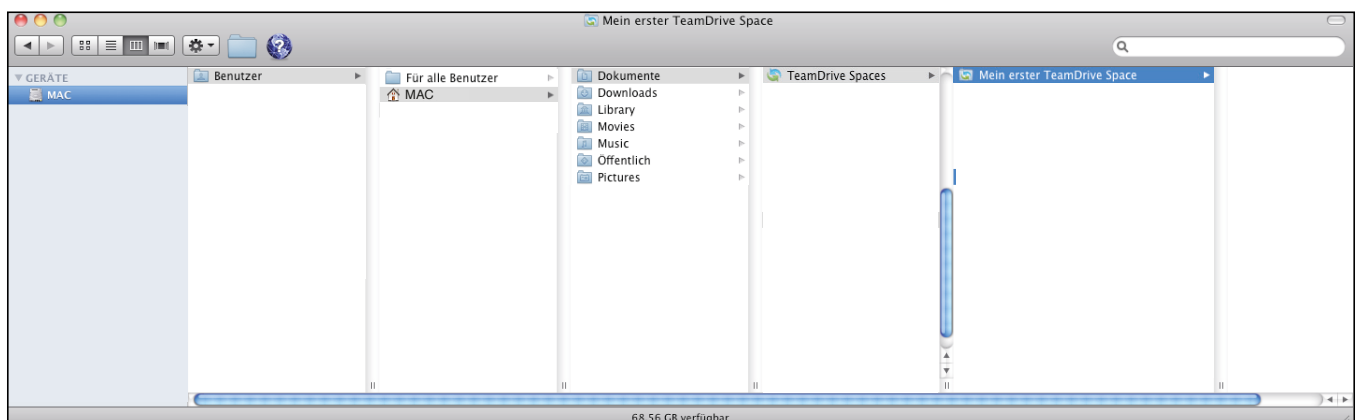 Mein erster TeamDrive Space
GERÄTE
MAC
Benutzer
Für alle Benutzer
MAC
Dokumente
Downloads
Library
Movies
Music
Öffentlich
Pictures
TeamDrive Spaces
Mein erster TeamDrive Space
68,56 GB verfügbar